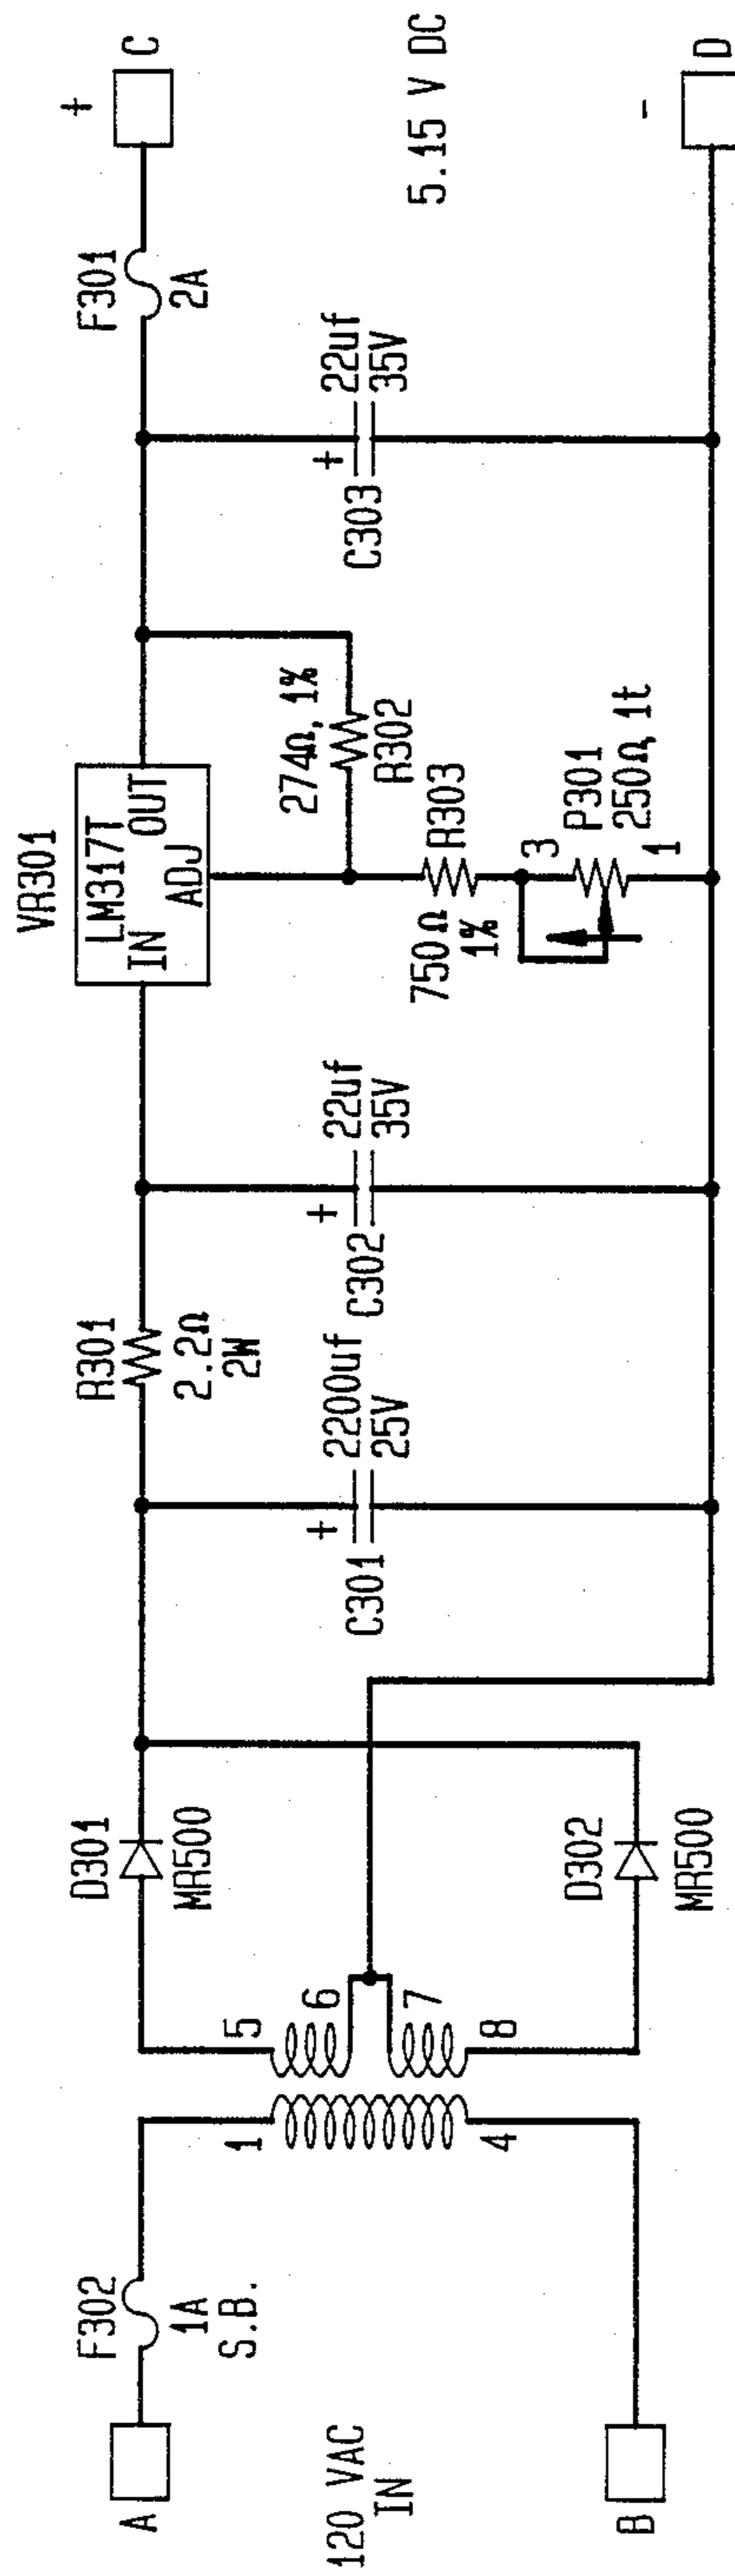 A
120 VAC
IN
B
F302
1A
S.B.
1
4
5
6
7
8
D301
MR500
D302
MR500
C301
+
2200uf
25V
R301
2.2Ω
2W
C302
+
22uf
35V
VR301
LM317T
IN
OUT
ADJ
274Ω, 1%
R302
R303
750Ω
1%
3
P301
250Ω, 1t
1
C303
+
22uf
35V
F301
2A
+
C
5.15 V DC
-
D